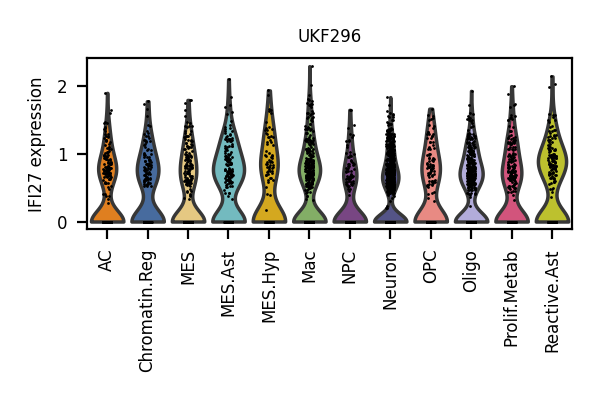 UKF296
IFI27 expression
2
1
0
AC
Chromatin.Reg
MES
MES.Ast
MES.Hyp
Mac
NPC
Neuron
OPC
Oligo
Prolif.Metab
Reactive.Ast